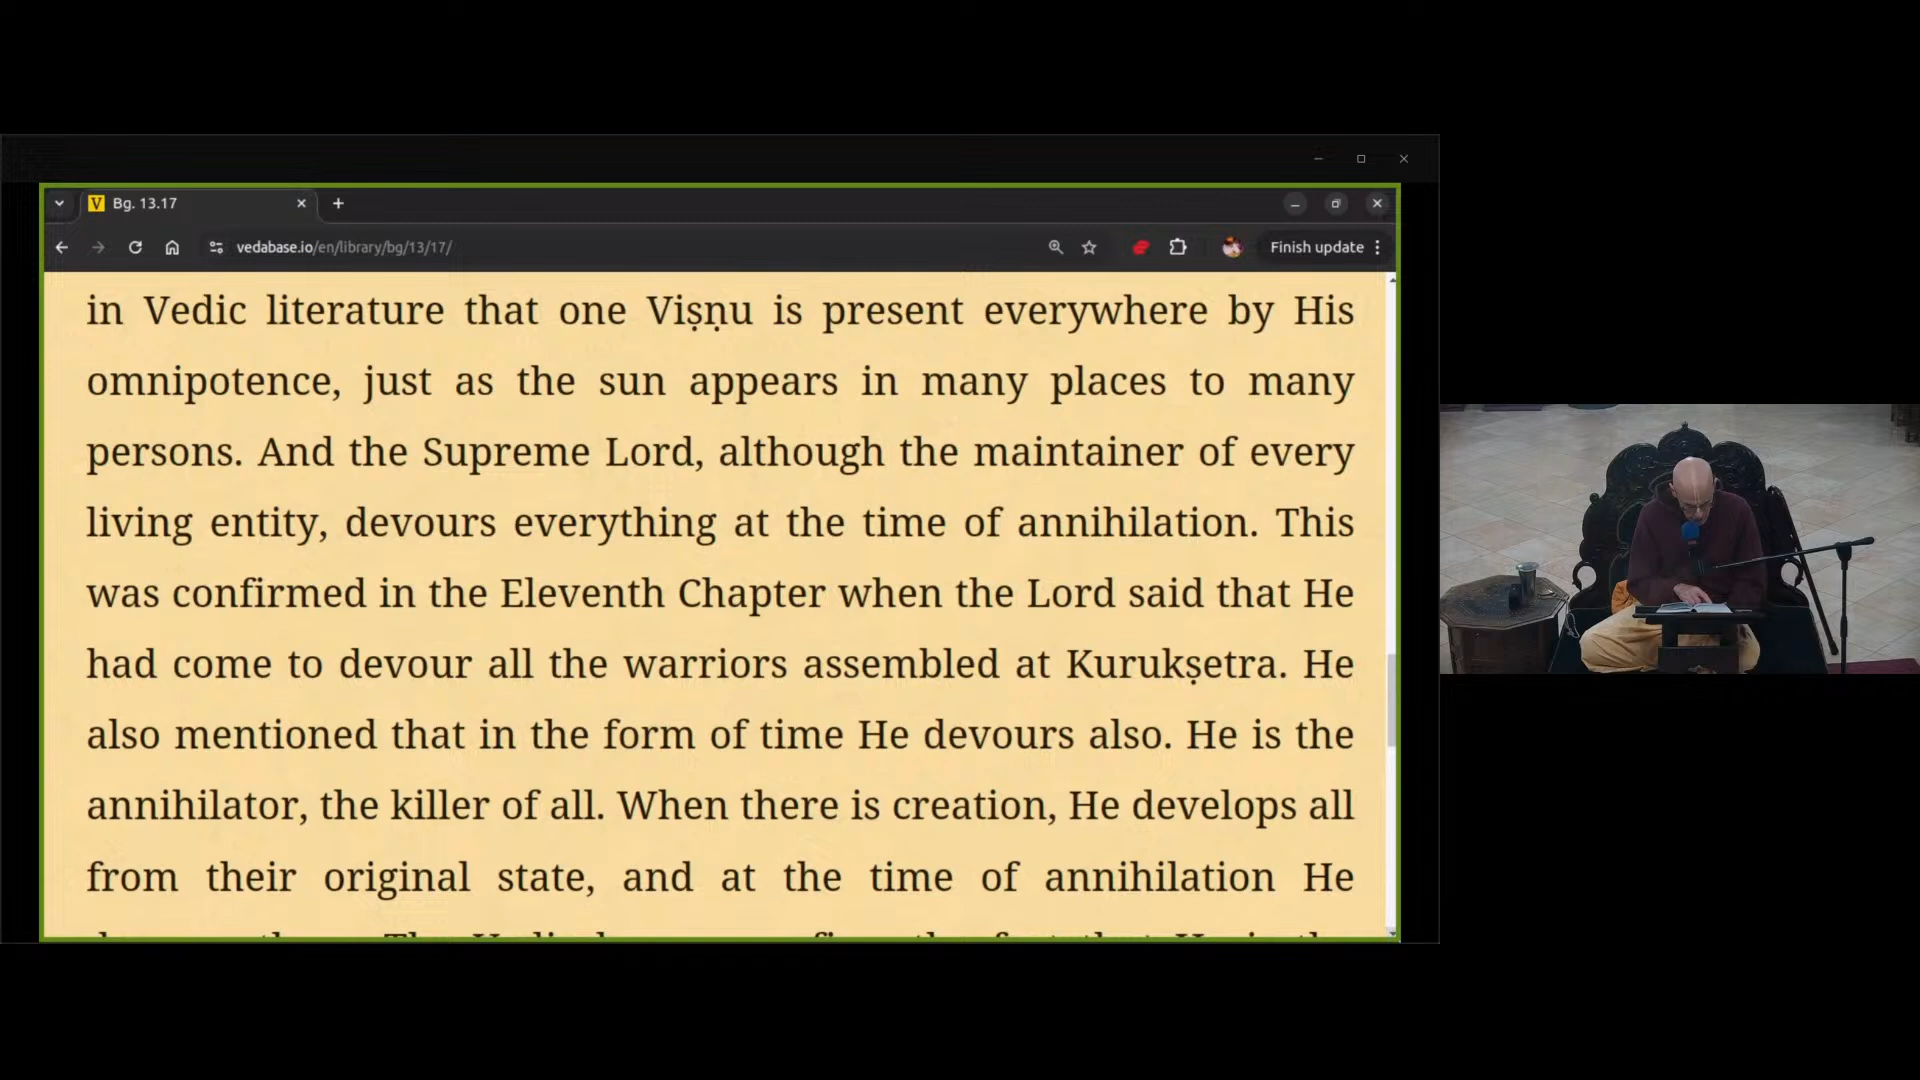 Bg. 13.17
vedabase.io/en/library/bg/13/17/
Finish update
in Vedic literature that one Viṣṇu is present everywhere by His
omnipotence, just as the sun appears in many places to many
persons. And the Supreme Lord, although the maintainer of every
living entity, devours everything at the time of annihilation. This
was confirmed in the Eleventh Chapter when the Lord said that He
had come to devour all the warriors assembled at Kurukṣetra. He
also mentioned that in the form of time He devours also. He is the
annihilator, the killer of all. When there is creation, He develops all
from their original state, and at the time of annihilation He